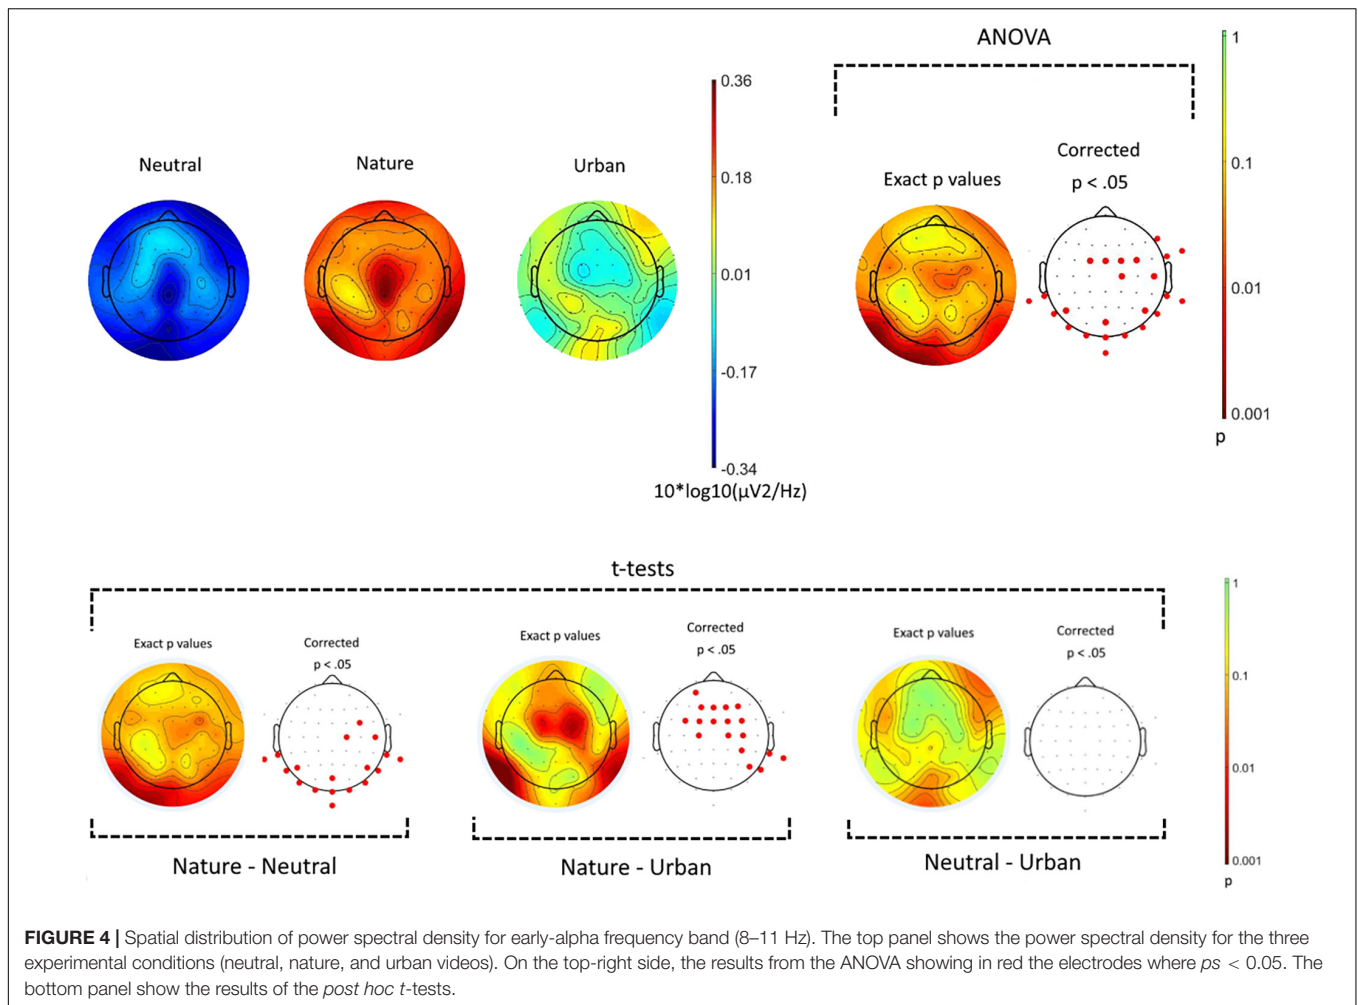 ANOVA
1
0.1
0.01
0.001
p
Neutral
Nature
Urban
0.36
0.18
0.01
-0.17
-0.34
10*log10(μV2/Hz)
Exact p values
Corrected
p < .05
t-tests
Exact p values
Corrected
p < .05
Exact p values
Corrected
p < .05
Exact p values
Corrected
p < .05
1
0.1
0.01
0.001
p
Nature - Neutral
Nature - Urban
Neutral - Urban
FIGURE 4 | Spatial distribution of power spectral density for early-alpha frequency band (8–11 Hz). The top panel shows the power spectral density for the three
experimental conditions (neutral, nature, and urban videos). On the top-right side, the results from the ANOVA showing in red the electrodes where ps < 0.05. The
bottom panel show the results of the post hoc t-tests.